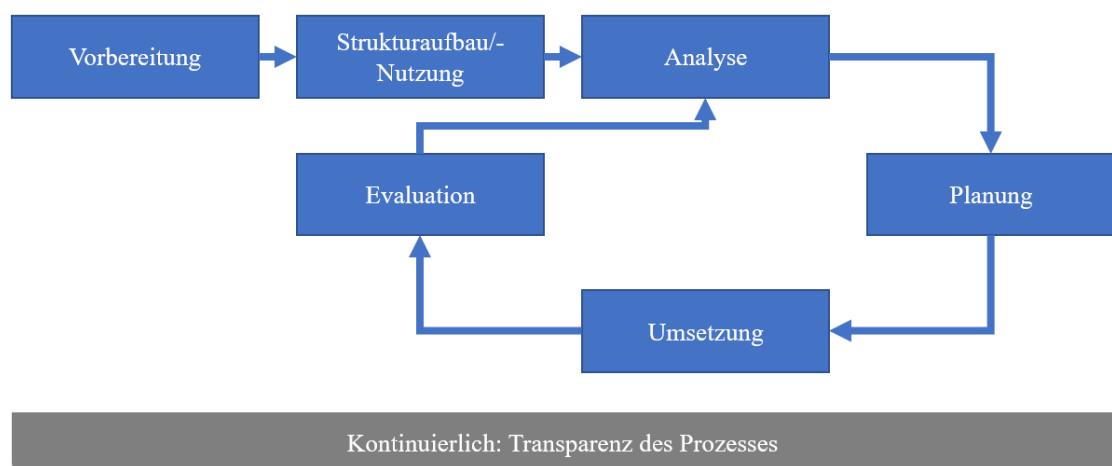 Vorbereitung
Strukturaufbau/-
Nutzung
Analyse
Evaluation
Planung
Umsetzung
Kontinuierlich: Transparenz des Prozesses